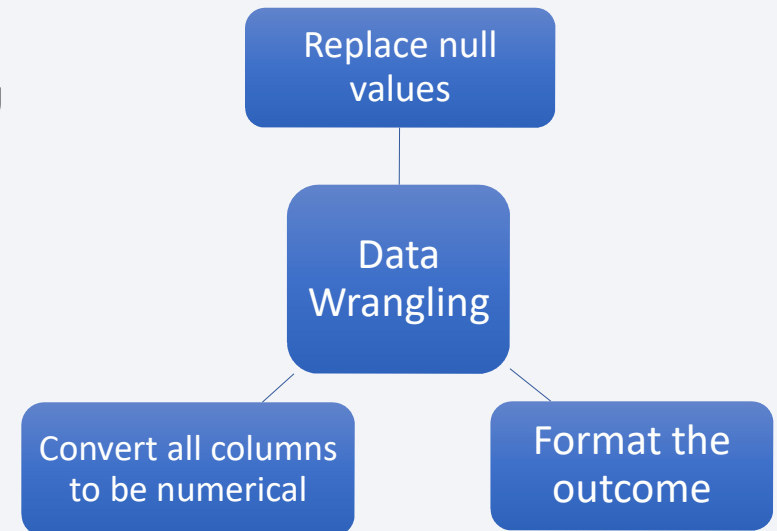 Replace null
values
Data
Wrangling
Convert all columns
to be numerical
Format the
outcome